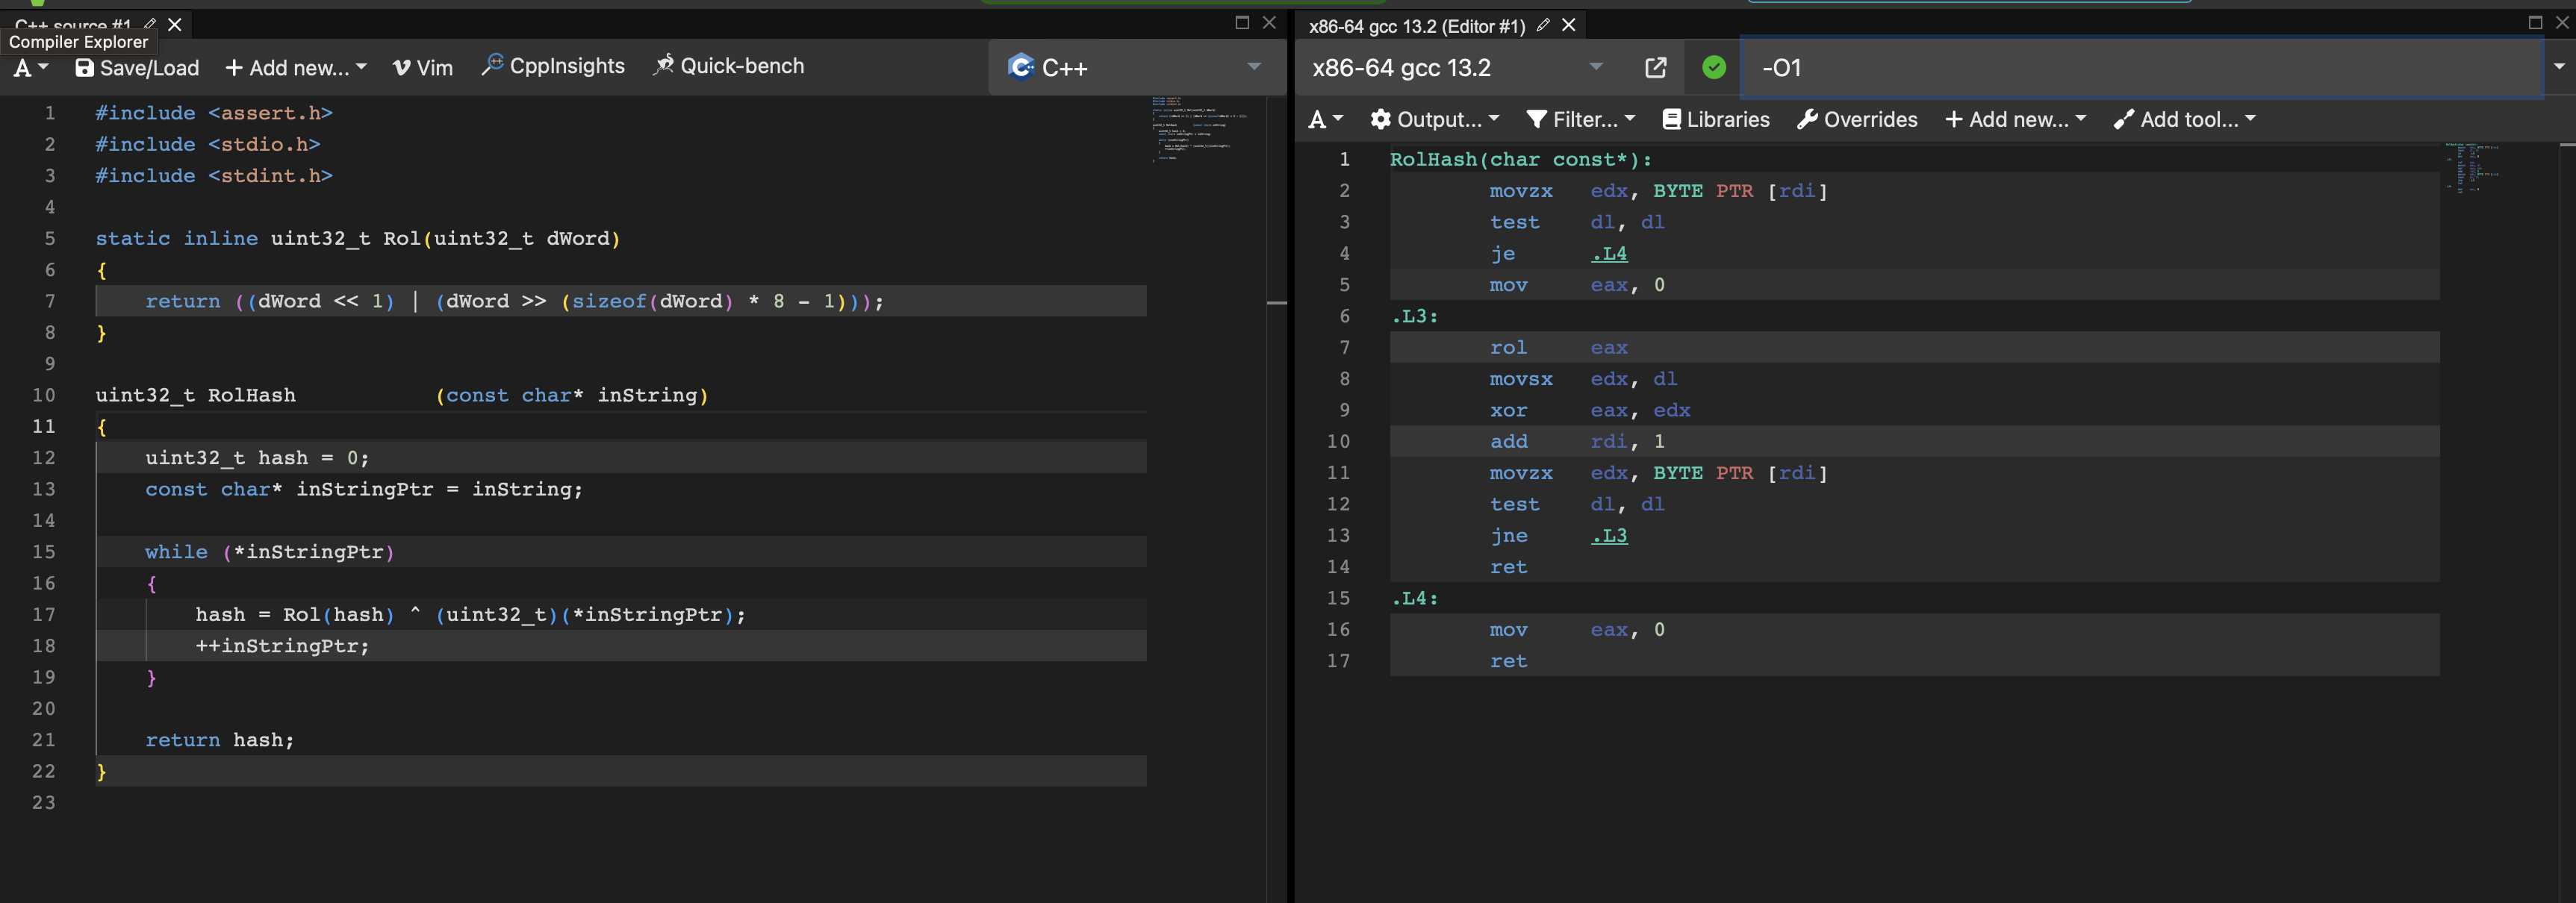 C++ source #1
Compiler Explorer
A Save/Load + Add new... Vim CppInsights Quick-bench C++
1 #include <assert.h>
2 #include <stdio.h>
3 #include <stdint.h>
4
5 static inline uint32_t Rol(uint32_t dWord)
6 {
7 return ((dWord << 1) | (dWord >> (sizeof(dWord) * 8 - 1)));
8 }
9
10 uint32_t RolHash (const char* inString)
11 {
12 uint32_t hash = 0;
13 const char* inStringPtr = inString;
14
15 while (*inStringPtr)
16 {
17 hash = Rol(hash) ^ (uint32_t)(*inStringPtr);
18 ++inStringPtr;
19 }
20
21 return hash;
22 }
23
x86-64 gcc 13.2 (Editor #1)
x86-64 gcc 13.2 -O1
A Output... Filter... Libraries Overrides + Add new... Add tool...
1 RolHash(char const*):
2 movzx edx, BYTE PTR [rdi]
3 test dl, dl
4 je .L4
5 mov eax, 0
6 .L3:
7 rol eax
8 movsx edx, dl
9 xor eax, edx
10 add rdi, 1
11 movzx edx, BYTE PTR [rdi]
12 test dl, dl
13 jne .L3
14 ret
15 .L4:
16 mov eax, 0
17 ret